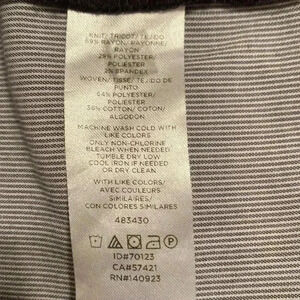 KNIT/ TRICOT/ TEJIDO
69% RAYON/ RAYONNE/
RAYON
29% POLYESTER/
POLIESTER
2% SPANDEX
WOVEN/ TISSE/ TEJIDO DE
PUNTO
64% POLYESTER/
POLIESTER
36% COTTON/ COTON/
ALGODON
MACHINE WASH COLD WITH
LIKE COLORS
ONLY NON-CHLORINE
BLEACH WHEN NEEDED
TUMBLE DRY LOW
COOL IRON IF NEEDED
OR DRY CLEAN
WITH LIKE COLORS/
AVEC COULEURS
SIMILAIRES/
CON COLORES SIMILARES
483430
ID#70123
CA#57421
RN#140923